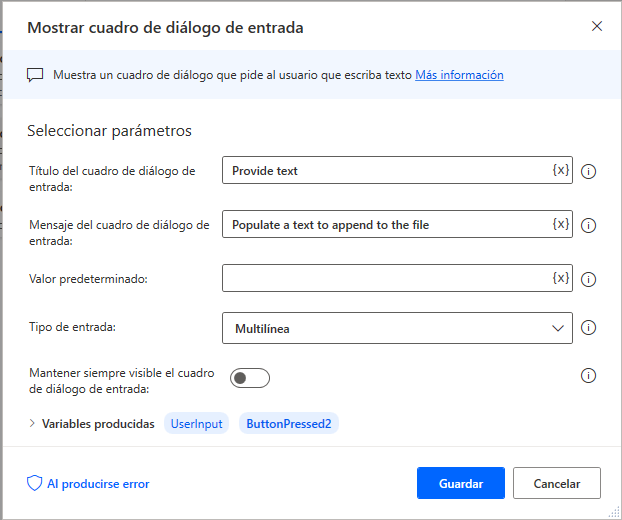 Mostrar cuadro de diálogo de entrada
Muestra un cuadro de diálogo que pide al usuario que escriba texto Más información
Seleccionar parámetros
Título del cuadro de diálogo de
entrada:
Provide text {x}
Mensaje del cuadro de diálogo de
entrada:
Populate a text to append to the file {x}
Valor predeterminado:
{x}
Tipo de entrada:
Multilínea
Mantener siempre visible el cuadro
de diálogo de entrada:
Variables producidas UserInput ButtonPressed2
Al producirse error
Guardar
Cancelar